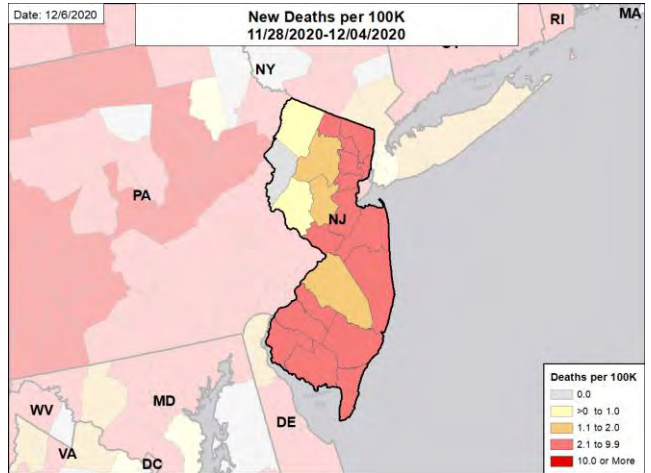 Date: 12/6/2020
New Deaths per 100K
11/28/2020-12/04/2020
RI
MA
NY
PA
NJ
WV
MD
DE
VA
DC
Deaths per 100K
0.0
>0 to 1.0
1.1 to 2.0
2.1 to 9.9
10.0 or More